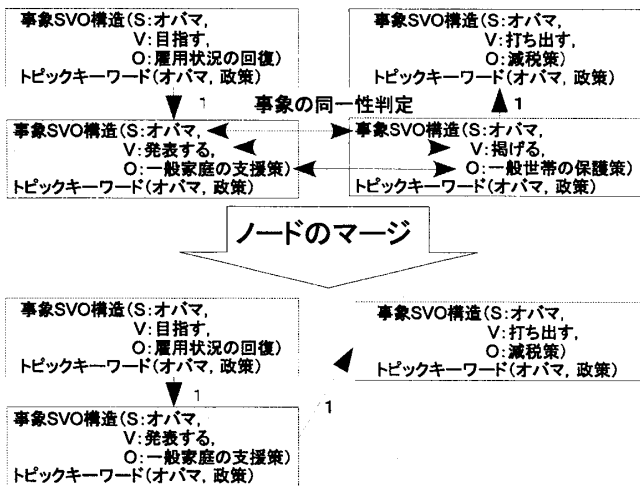 事象SVO構造(S:オバマ,
V:目指す,
O:雇用状況の回復)
トピックキーワード(オバマ, 政策)
事象SVO構造(S:オバマ,
V:打ち出す,
O:減税策)
トピックキーワード(オバマ, 政策)
1
事象の同一性判定
1
事象SVO構造(S:オバマ,
V:発表する,
O:一般家庭の支援策)
トピックキーワード(オバマ, 政策)
事象SVO構造(S:オバマ,
V:掲げる,
O:一般世帯の保護策)
トピックキーワード(オバマ, 政策)
ノードのマージ
事象SVO構造(S:オバマ,
V:目指す,
O:雇用状況の回復)
トピックキーワード(オバマ, 政策)
事象SVO構造(S:オバマ,
V:打ち出す,
O:減税策)
トピックキーワード(オバマ, 政策)
1
1
事象SVO構造(S:オバマ,
V:発表する,
O:一般家庭の支援策)
トピックキーワード(オバマ, 政策)